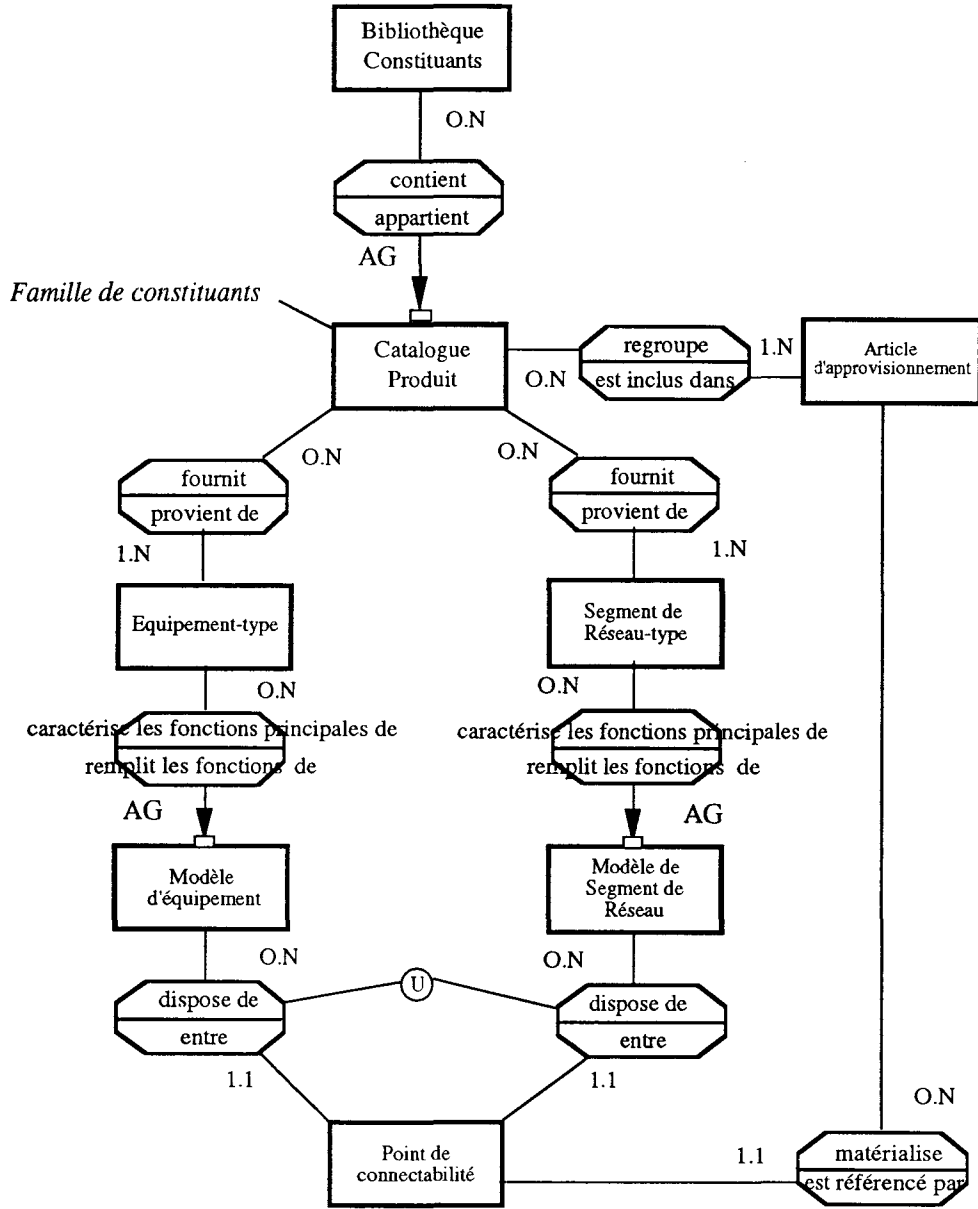 Bibliothèque
Constituants
O.N
contient
appartient
AG
Famille de constituants
Catalogue
Produit
O.N
regroupe
est inclus dans
1.N
Article
d'approvisionnement
O.N
O.N
fournit
provient de
fournit
provient de
1.N
1.N
Equipement-type
Segment de
Réseau-type
O.N
O.N
caractérise les fonctions principales de
remplit les fonctions de
caractérise les fonctions principales de
remplit les fonctions de
AG
AG
Modèle
d'équipement
Modèle de
Segment de
Réseau
O.N
O.N
U
dispose de
entre
dispose de
entre
1.1
1.1
O.N
Point de
connectabilité
1.1
matérialise
est référencé par